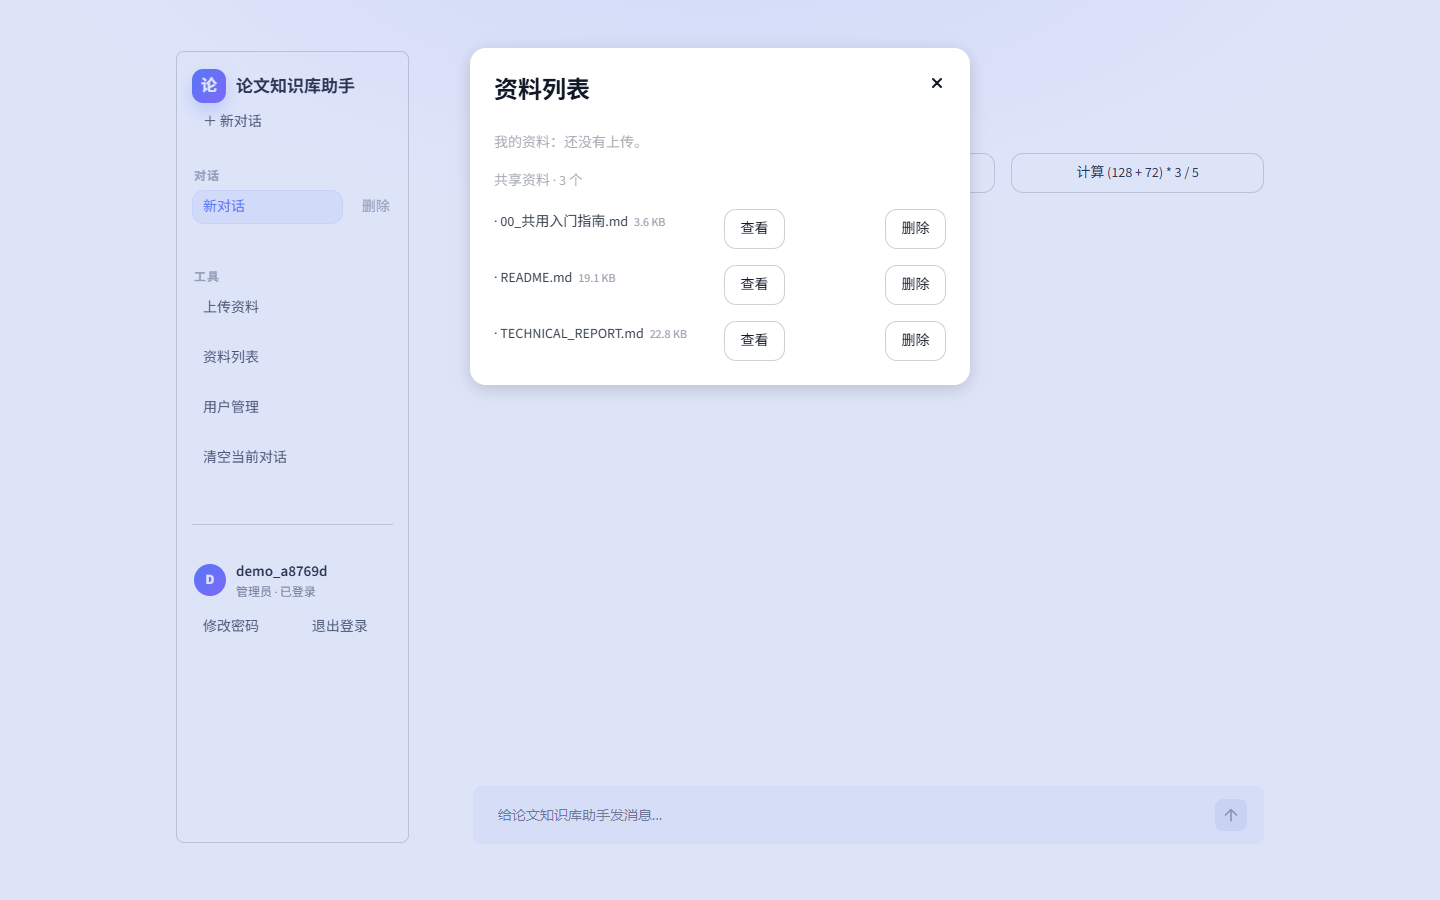 论 论文知识库助手
+ 新对话
对话
新对话 删除
工具
上传资料
资料列表
用户管理
清空当前对话
D demo_a8769d
管理员 · 已登录
修改密码 退出登录
资料列表
我的资料：还没有上传。
共享资料 · 3 个
· 00_共用入门指南.md 3.6 KB 查看 删除
· README.md 19.1 KB 查看 删除
· TECHNICAL_REPORT.md 22.8 KB 查看 删除
计算 (128 + 72) * 3 / 5
给论文知识库助手发消息...